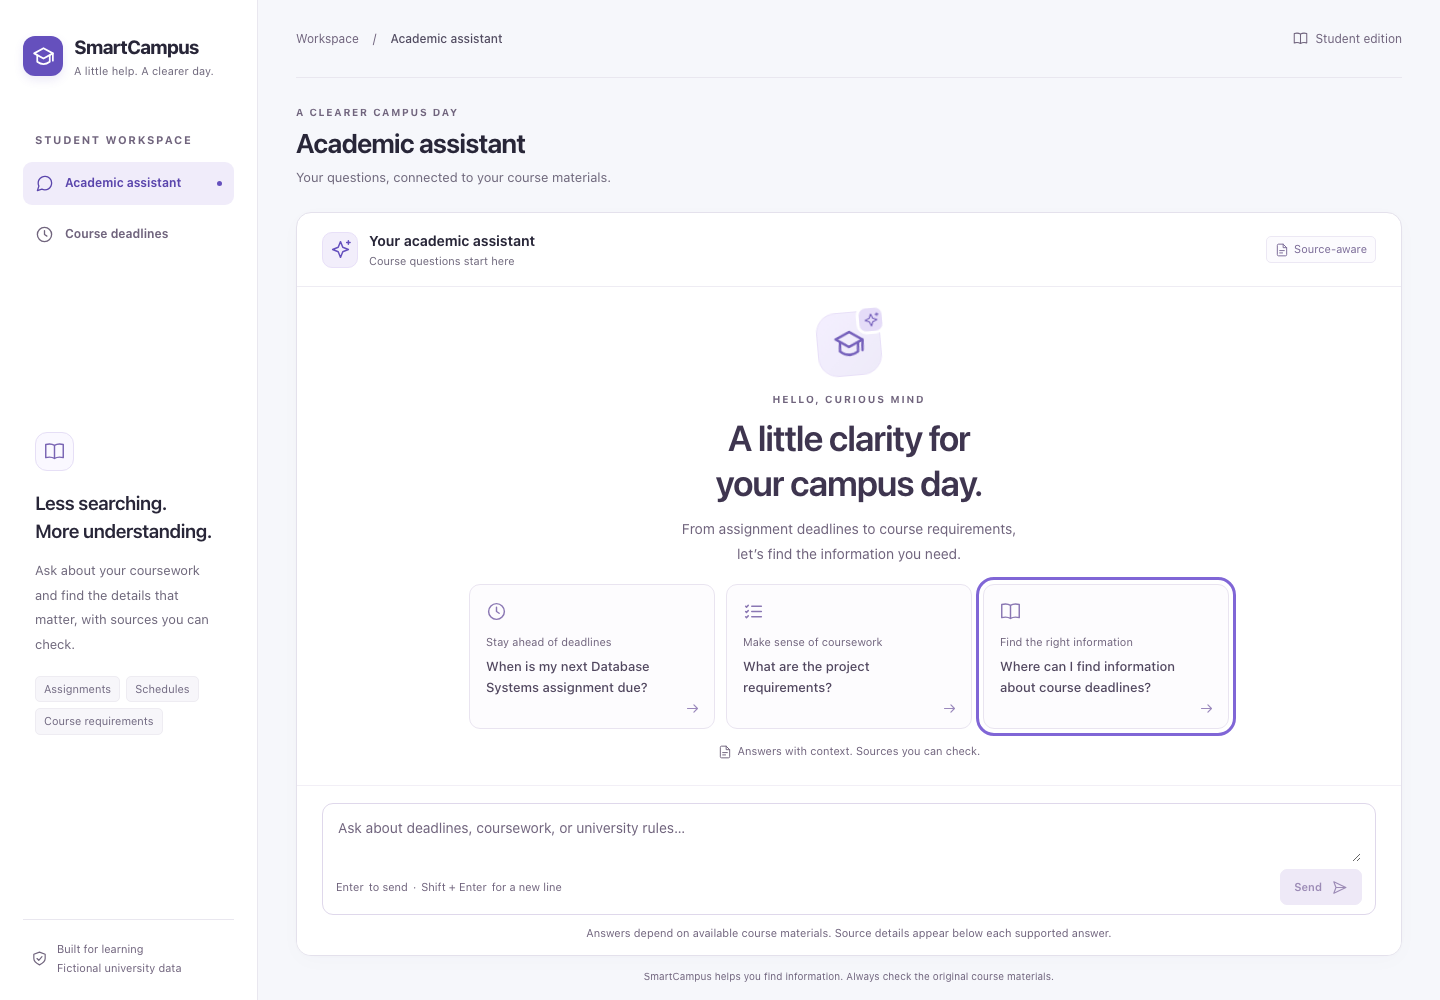 SmartCampus
A little help. A clearer day.
STUDENT WORKSPACE
Academic assistant
Course deadlines
Less searching.
More understanding.
Ask about your coursework
and find the details that
matter, with sources you can
check.
Assignments
Schedules
Course requirements
Built for learning
Fictional university data
Workspace / Academic assistant
Student edition
A CLEARER CAMPUS DAY
Academic assistant
Your questions, connected to your course materials.
Your academic assistant
Course questions start here
Source-aware
HELLO, CURIOUS MIND
A little clarity for
your campus day.
From assignment deadlines to course requirements,
let’s find the information you need.
Stay ahead of deadlines
When is my next Database
Systems assignment due?
Make sense of coursework
What are the project
requirements?
Find the right information
Where can I find information
about course deadlines?
Answers with context. Sources you can check.
Ask about deadlines, coursework, or university rules…
Enter to send · Shift + Enter for a new line
Send
Answers depend on available course materials. Source details appear below each supported answer.
SmartCampus helps you find information. Always check the original course materials.